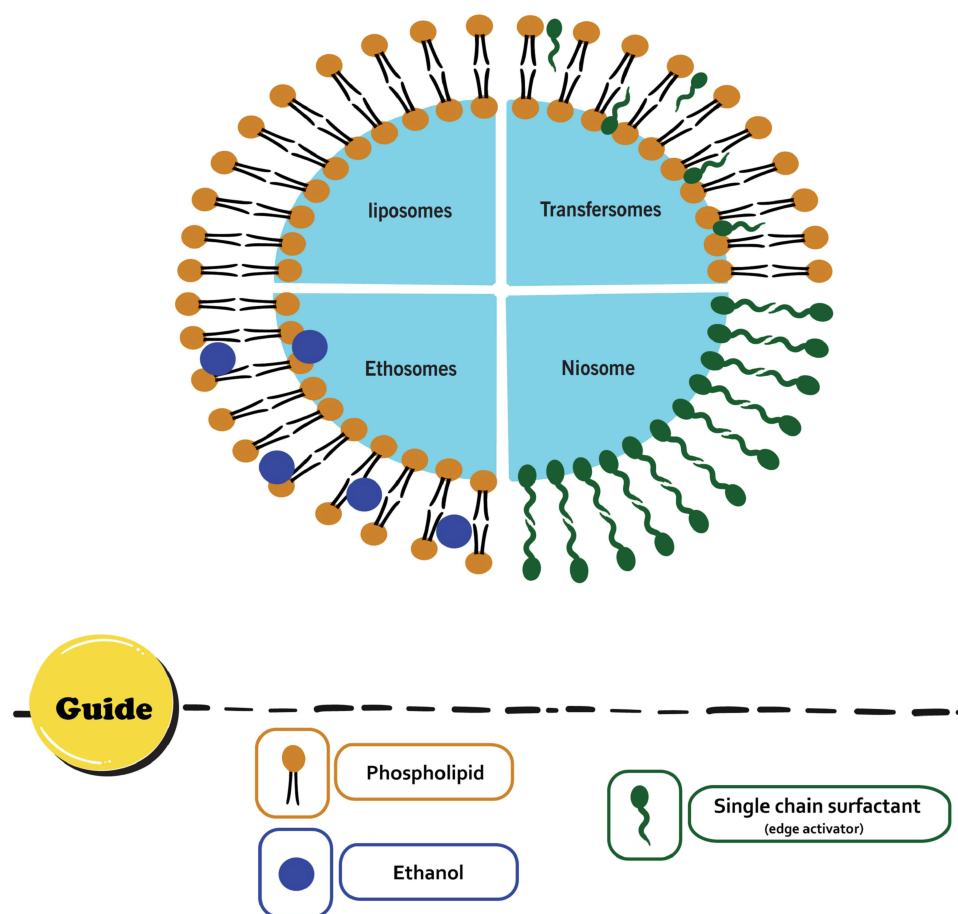 liposomes
Transfersomes
Ethosomes
Niosome
Guide
Phospholipid
Single chain surfactant
(edge activator)
Ethanol